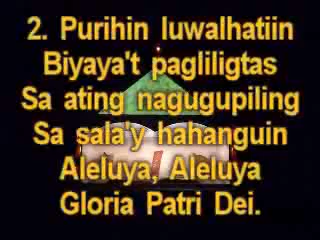 2. Purihin luwalhatiin
Biyaya't pagliligtas
Sa ating nagugupiling
Sa sala'y hahanguin
Aleluya, Aleluya
Gloria Patri Dei.